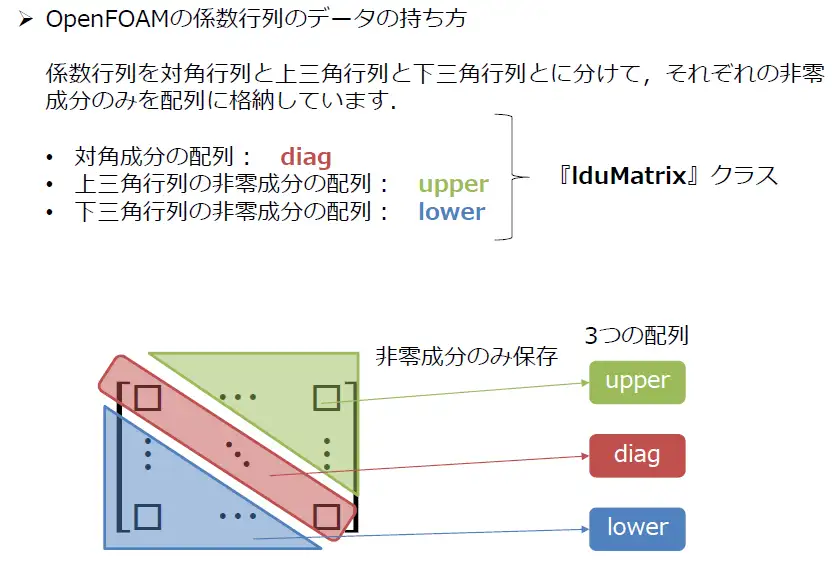 ➢ OpenFOAMの係数行列のデータの持ち方
係数行列を対角行列と上三角行列と下三角行列とに分けて，それぞれの非零
成分のみを配列に格納しています．
• 対角成分の配列： diag
• 上三角行列の非零成分の配列： upper
• 下三角行列の非零成分の配列： lower
『lduMatrix』クラス
3つの配列
非零成分のみ保存
upper
diag
lower